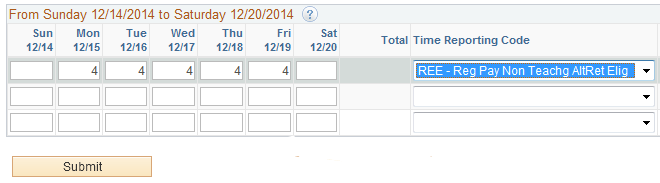 From Sunday 12/14/2014 to Saturday 12/20/2014 ?
Sun Mon Tue Wed Thu Fri Sat
12/14 12/15 12/16 12/17 12/18 12/19 12/20 Total Time Reporting Code
4 4 4 4 4 REE - Reg Pay Non Teachg AltRet Elig
Submit